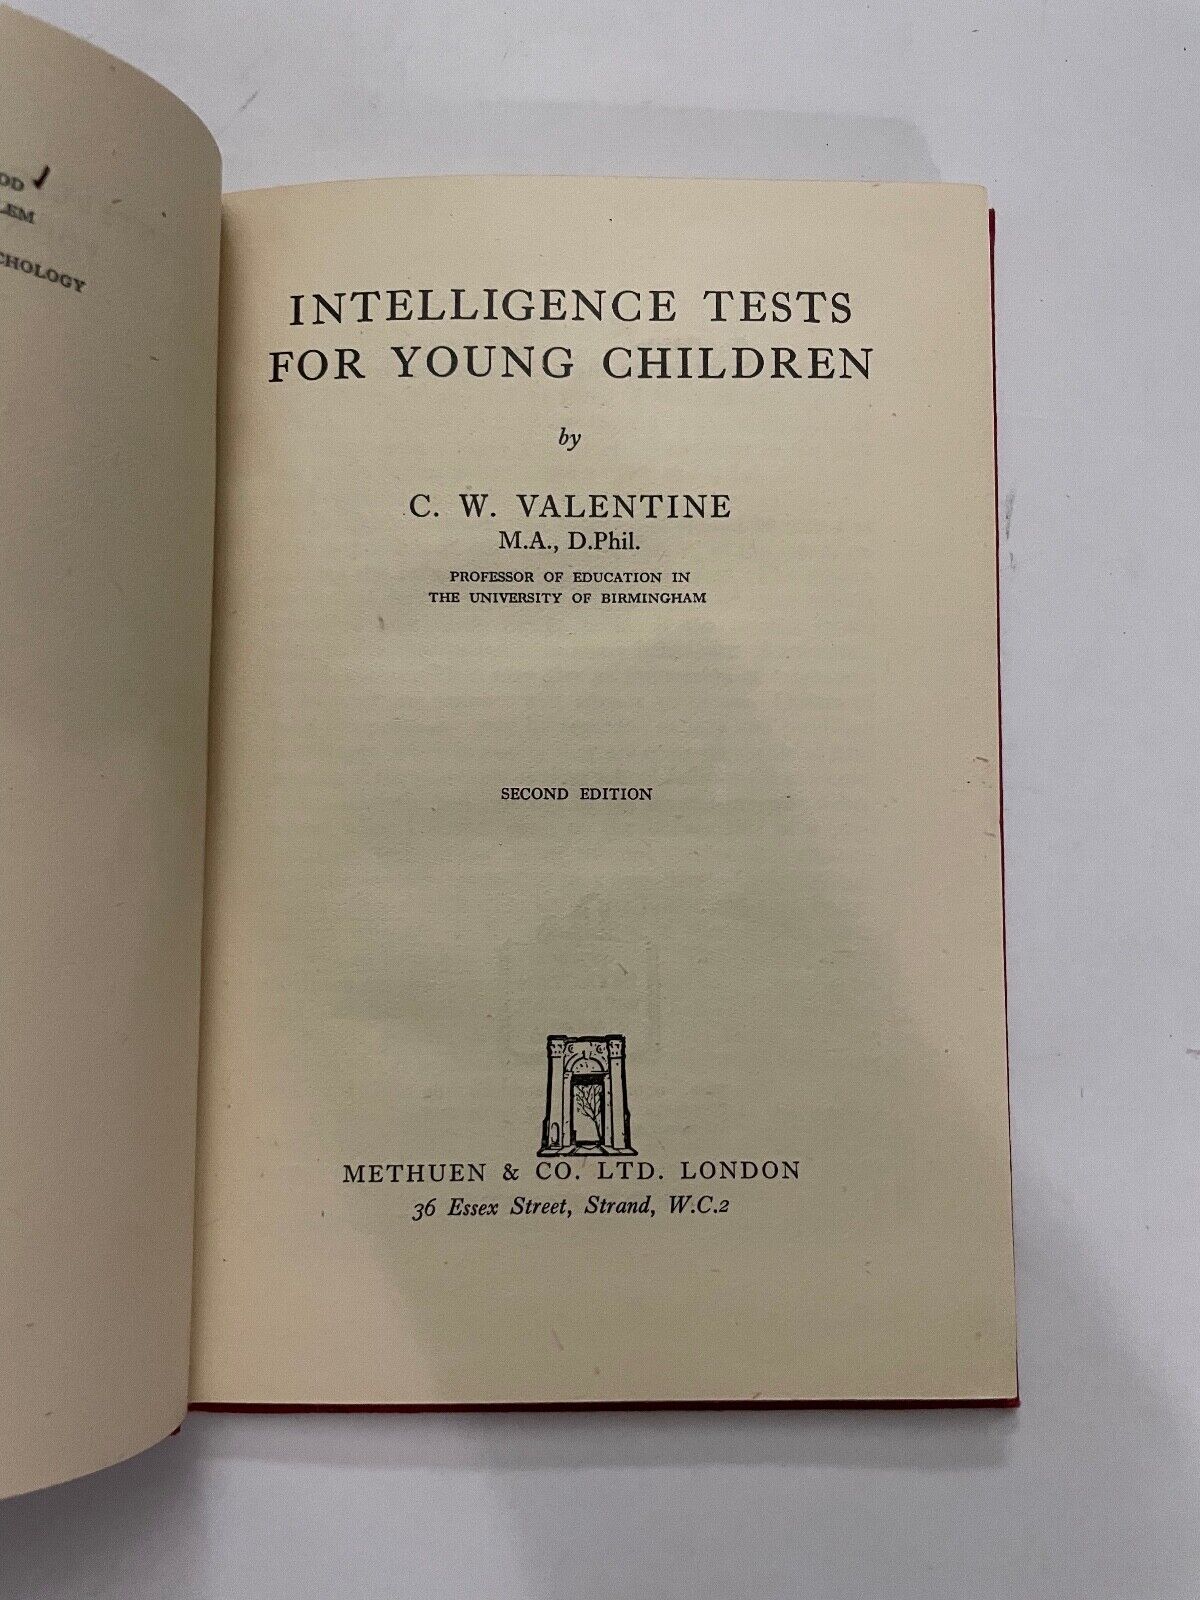 INTELLIGENCE TESTS
FOR YOUNG CHILDREN
by
C. W. VALENTINE
M.A., D.Phil.
PROFESSOR OF EDUCATION IN
THE UNIVERSITY OF BIRMINGHAM
SECOND EDITION
METHUEN & CO. LTD. LONDON
36 Essex Street, Strand, W.C.2